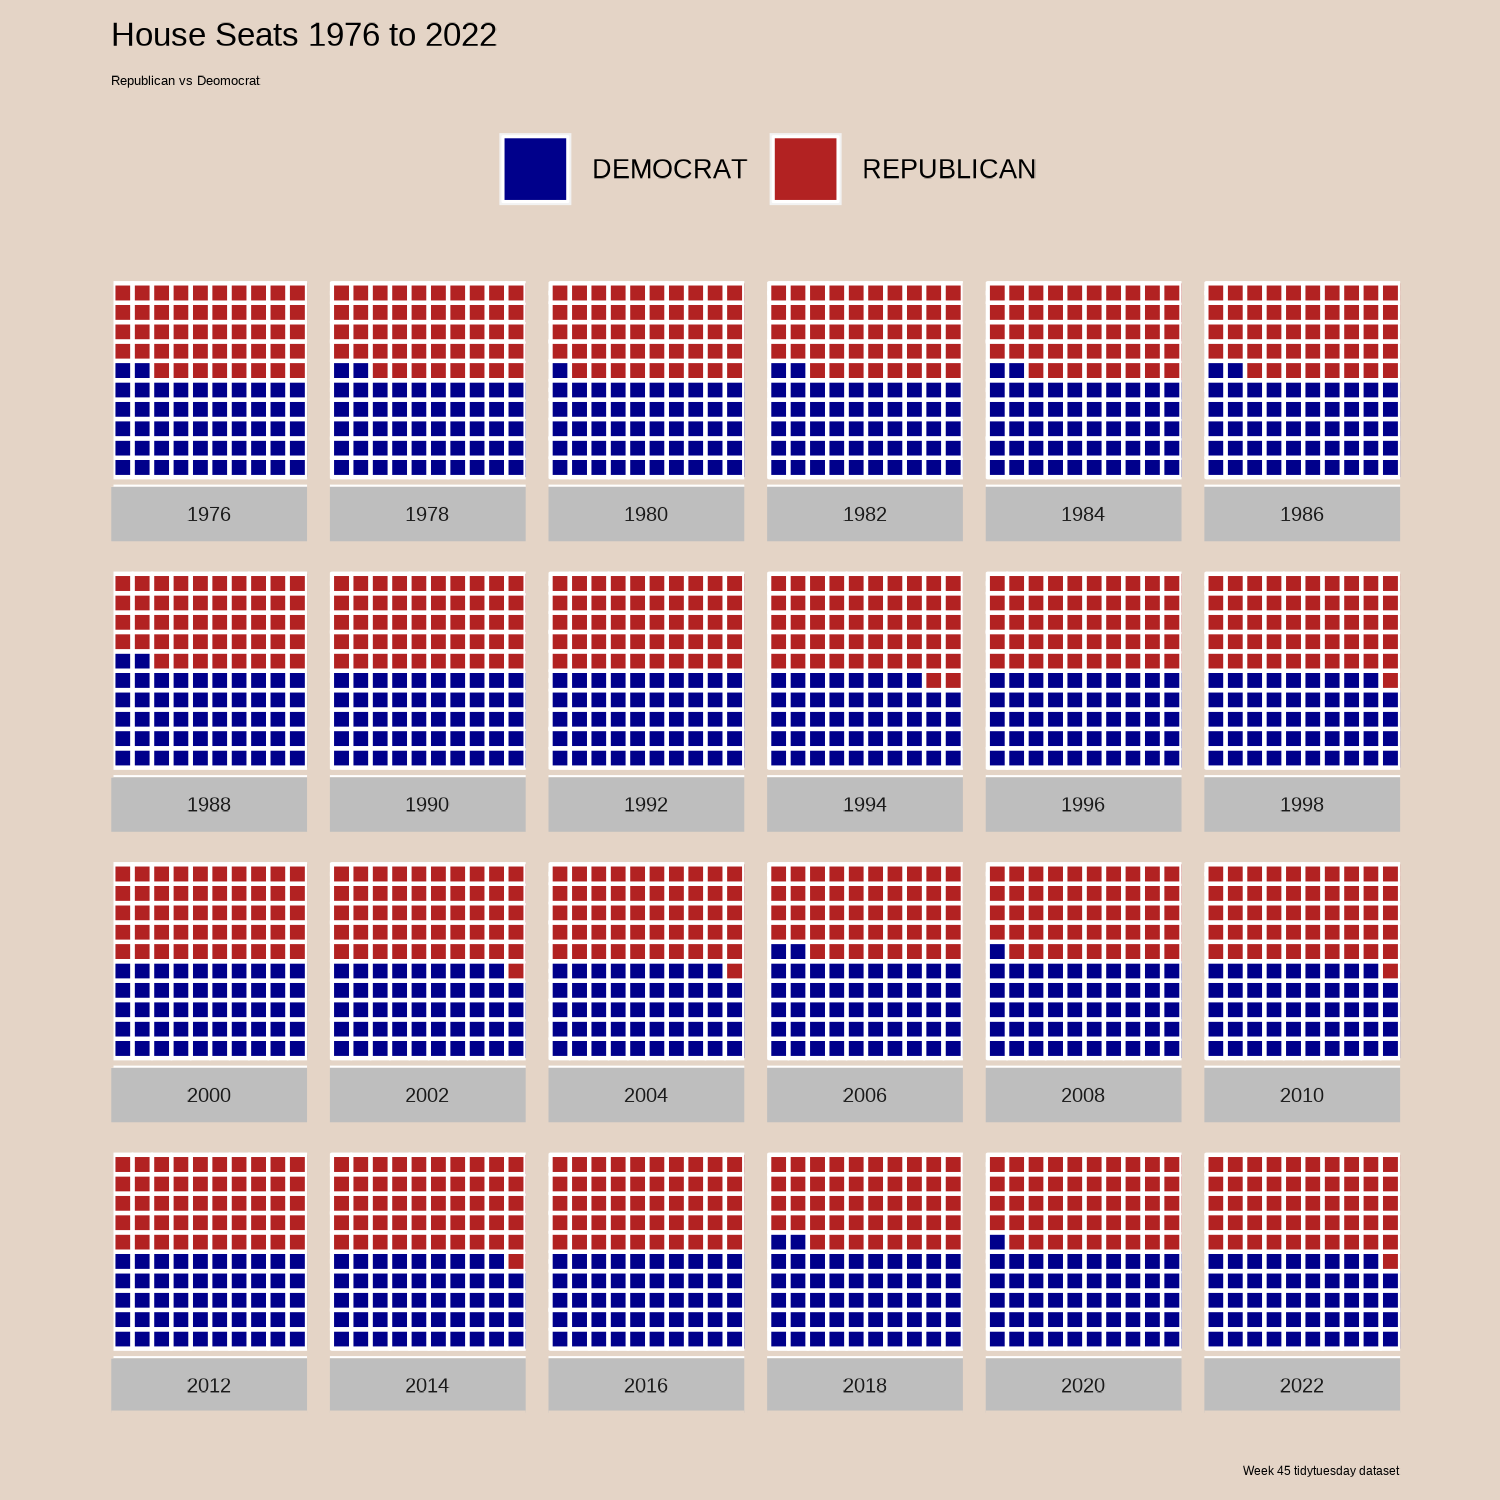 House Seats 1976 to 2022
Republican vs Deomocrat
DEMOCRAT REPUBLICAN
1976 1978 1980 1982 1984 1986
1988 1990 1992 1994 1996 1998
2000 2002 2004 2006 2008 2010
2012 2014 2016 2018 2020 2022
Week 45 tidytuesday dataset